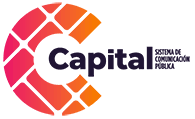 Capital
SISTEMA DE
COMUNICACIÓN
PÚBLICA